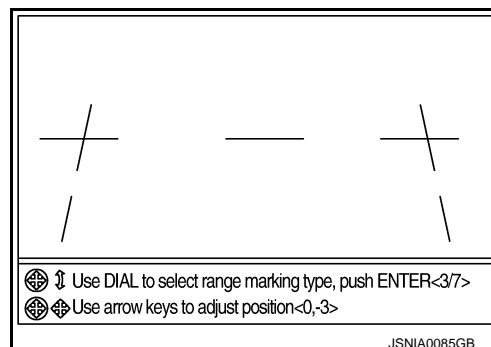 Use DIAL to select range marking type, push ENTER<3/7>
Use arrow keys to adjust position<0,-3>
JSNIA0085GB